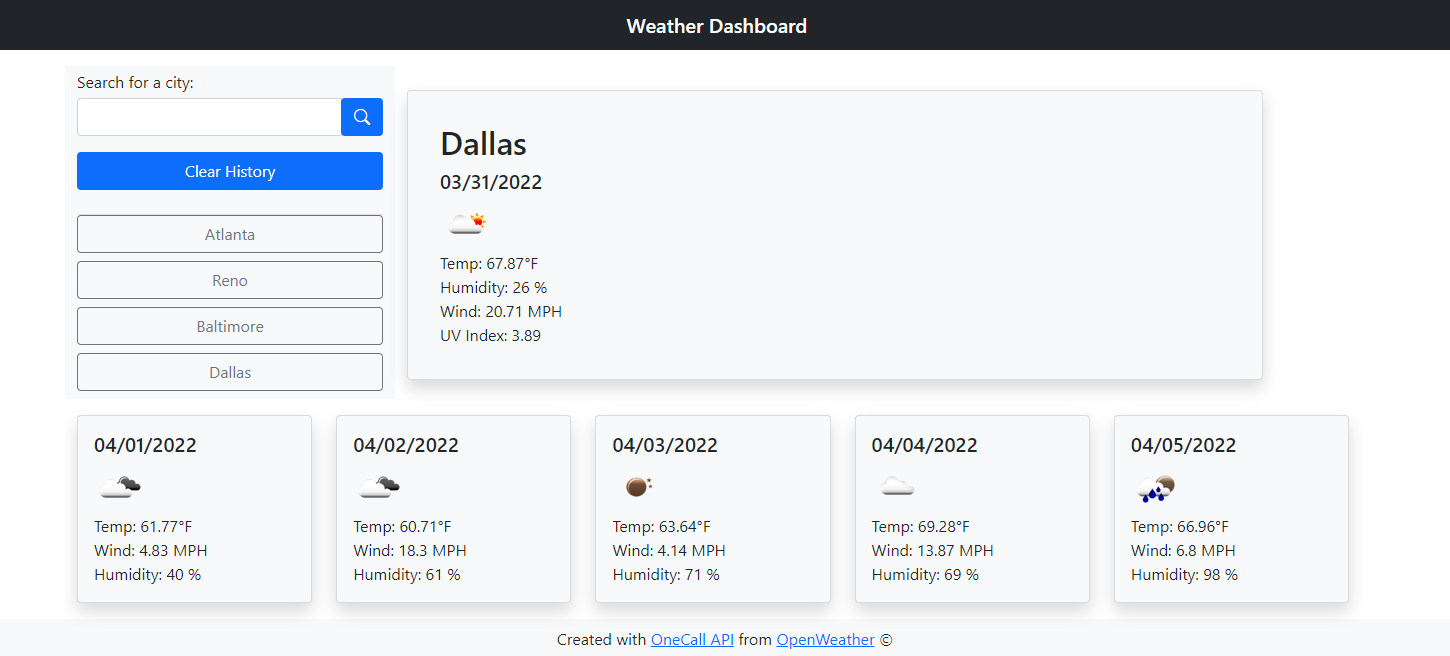 Weather Dashboard
Search for a city:
Clear History
Atlanta
Reno
Baltimore
Dallas
Dallas
03/31/2022
Temp: 67.87°F
Humidity: 26 %
Wind: 20.71 MPH
UV Index: 3.89
04/01/2022
Temp: 61.77°F
Wind: 4.83 MPH
Humidity: 40 %
04/02/2022
Temp: 60.71°F
Wind: 18.3 MPH
Humidity: 61 %
04/03/2022
Temp: 63.64°F
Wind: 4.14 MPH
Humidity: 71 %
04/04/2022
Temp: 69.28°F
Wind: 13.87 MPH
Humidity: 69 %
04/05/2022
Temp: 66.96°F
Wind: 6.8 MPH
Humidity: 98 %
Created with OneCall API from OpenWeather ©